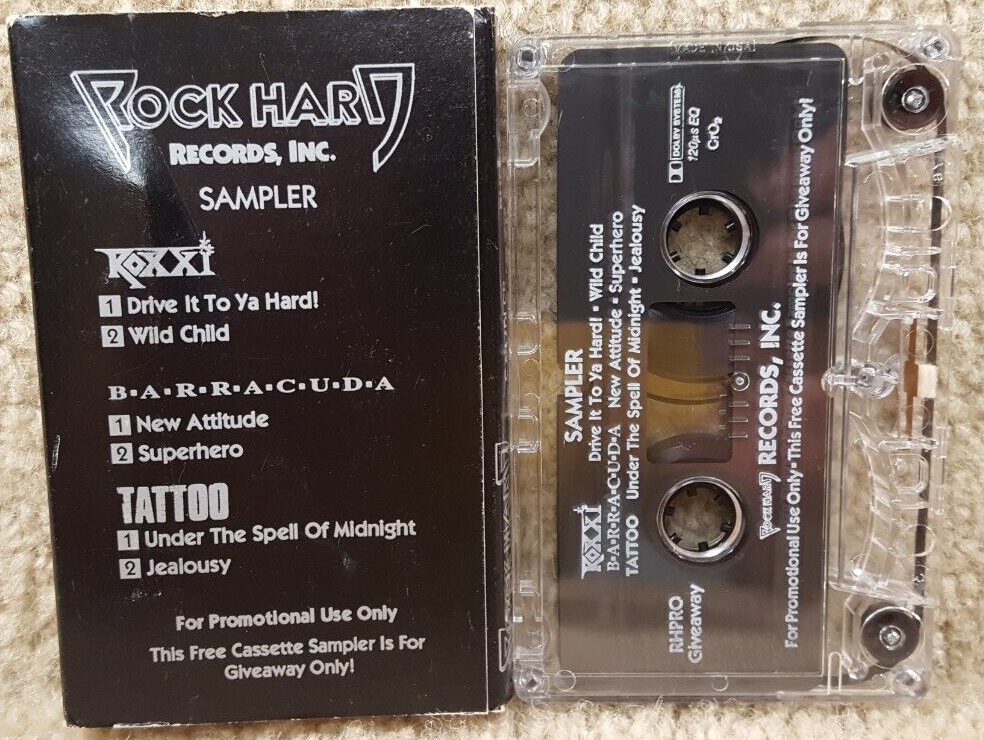 ROCK HARD
RECORDS, INC.
SAMPLER
ROXXI
1 Drive It To Ya Hard!
2 Wild Child
B•A•R•R•A•C•U•D•A
1 New Attitude
2 Superhero
TATTOO
1 Under The Spell Of Midnight
2 Jealousy
For Promotional Use Only
This Free Cassette Sampler Is For
Giveaway Only!
MADE IN USA
DOLBY SYSTEM
120µs EQ
CrO₂
SAMPLER
ROXXI Drive It To Ya Hard! • Wild Child
B•A•R•R•A•C•U•D•A New Attitude • Superhero
TATTOO Under The Spell Of Midnight • Jealousy
RHPRO
Giveaway
ROCK HARD RECORDS, INC.
For Promotional Use Only • This Free Cassette Sampler Is For Giveaway Only!